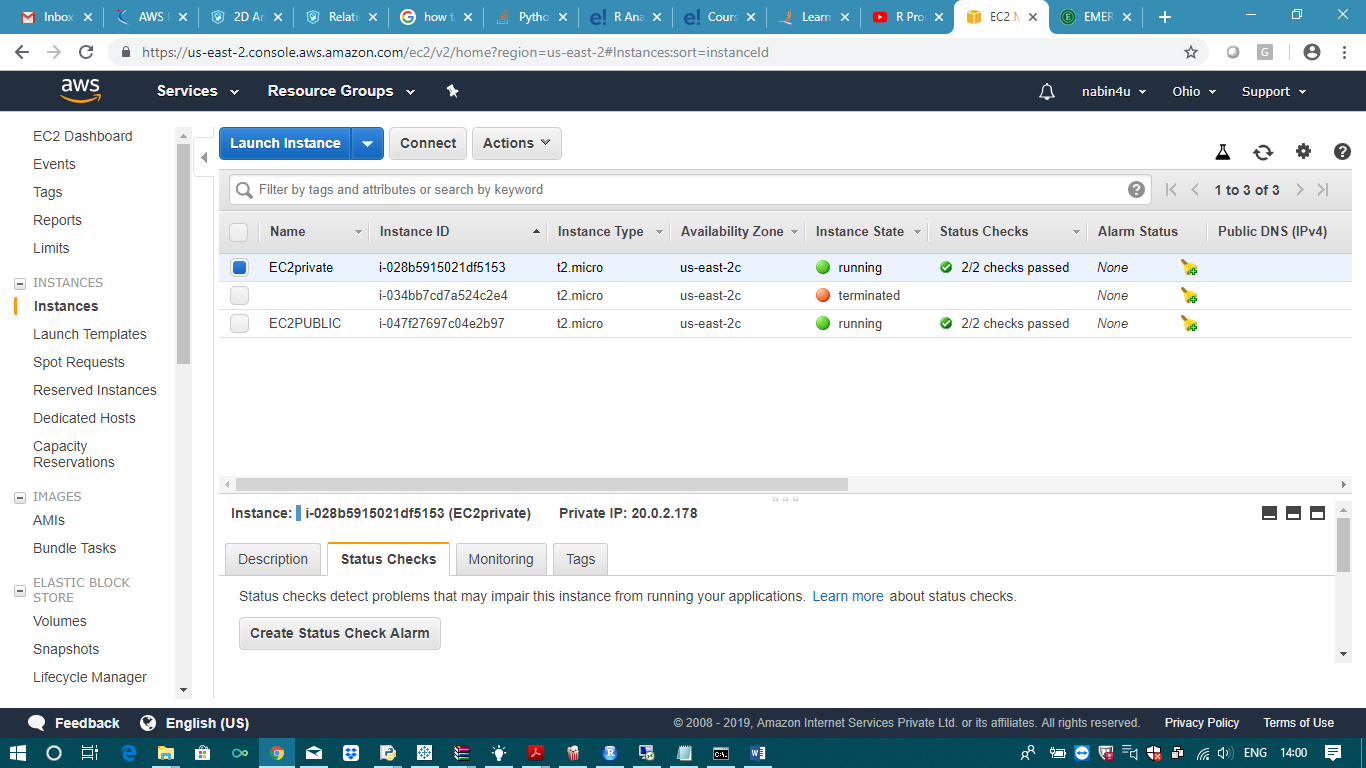 Inbox AWS I 2D Ar Relati how t Pytho R Ana Cours Learn R Pro EC2 M EMER
https://us-east-2.console.aws.amazon.com/ec2/v2/home?region=us-east-2#Instances:sort=instanceId
aws Services Resource Groups nabin4u Ohio Support
EC2 Dashboard
Events
Tags
Reports
Limits
INSTANCES
Instances
Launch Templates
Spot Requests
Reserved Instances
Dedicated Hosts
Capacity
Reservations
IMAGES
AMIs
Bundle Tasks
ELASTIC BLOCK
STORE
Volumes
Snapshots
Lifecycle Manager
Launch Instance Connect Actions
Filter by tags and attributes or search by keyword 1 to 3 of 3
Name Instance ID Instance Type Availability Zone Instance State Status Checks Alarm Status Public DNS (IPv4)
EC2private i-028b5915021df5153 t2.micro us-east-2c running 2/2 checks passed None
i-034bb7cd7a524c2e4 t2.micro us-east-2c terminated None
EC2PUBLIC i-047f27697c04e2b97 t2.micro us-east-2c running 2/2 checks passed None
Instance: i-028b5915021df5153 (EC2private) Private IP: 20.0.2.178
Description Status Checks Monitoring Tags
Status checks detect problems that may impair this instance from running your applications. Learn more about status checks.
Create Status Check Alarm
Feedback English (US) © 2008 - 2019, Amazon Internet Services Private Ltd. or its affiliates. All rights reserved. Privacy Policy Terms of Use
ENG 14:00